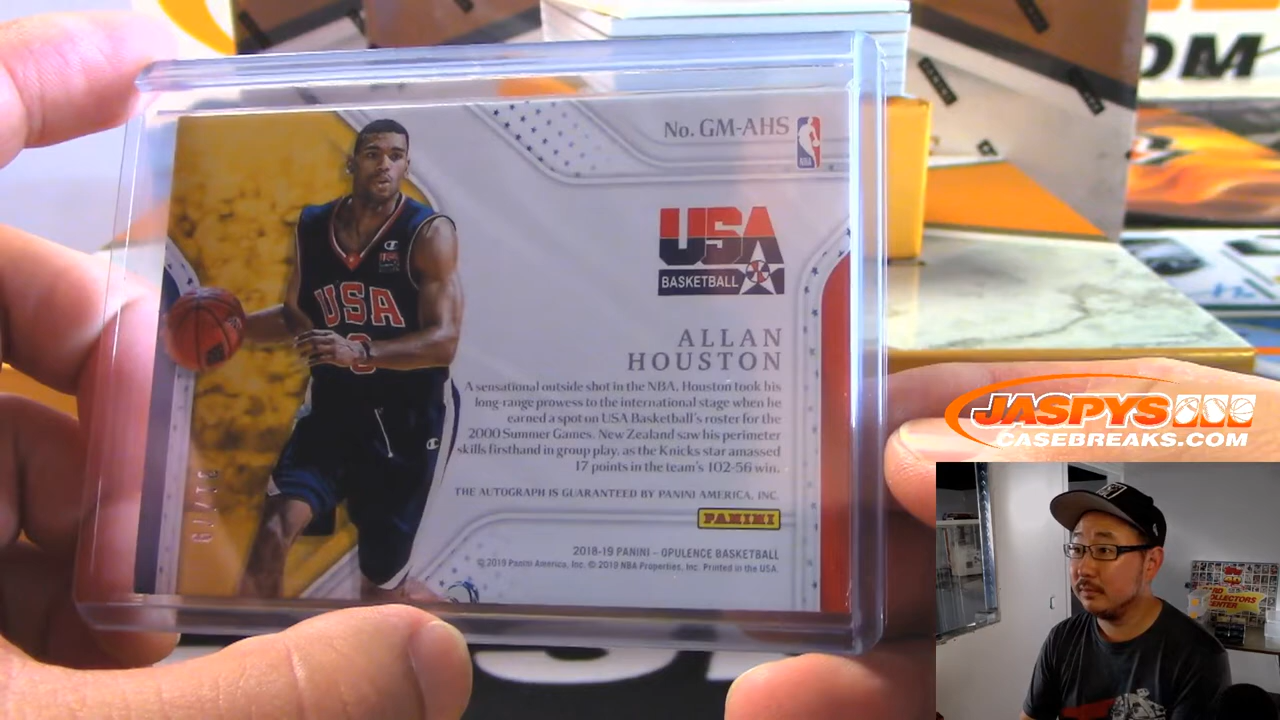 No. GM-AHS
NBA
USA
BASKETBALL
USA
ALLAN
HOUSTON
A sensational outside shot in the NBA, Houston took his
long-range prowess to the international stage when he
earned a spot on USA Basketball's roster for the
2000 Summer Games. New Zealand saw his perimeter
skills firsthand in group play, as the Knicks star amassed
17 points in the team's 102-56 win.
THE AUTOGRAPH IS GUARANTEED BY PANINI AMERICA, INC.
PANINI
2018-19 PANINI – OPULENCE BASKETBALL
© 2019 Panini America, Inc. © 2019 NBA Properties, Inc. Printed in the USA.
OM
JASPYS
CASEBREAKS.COM
COLLECTORS
CENTER